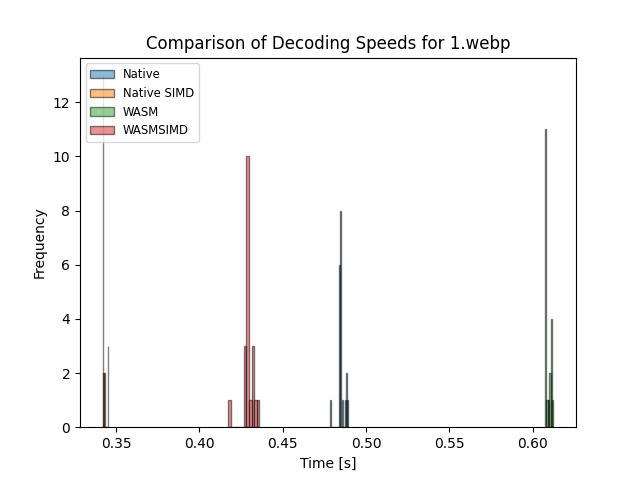 Comparison of Decoding Speeds for 1.webp
Native
Native SIMD
WASM
WASMSIMD
12
10
8
6
4
2
0
Frequency
0.35 0.40 0.45 0.50 0.55 0.60
Time [s]